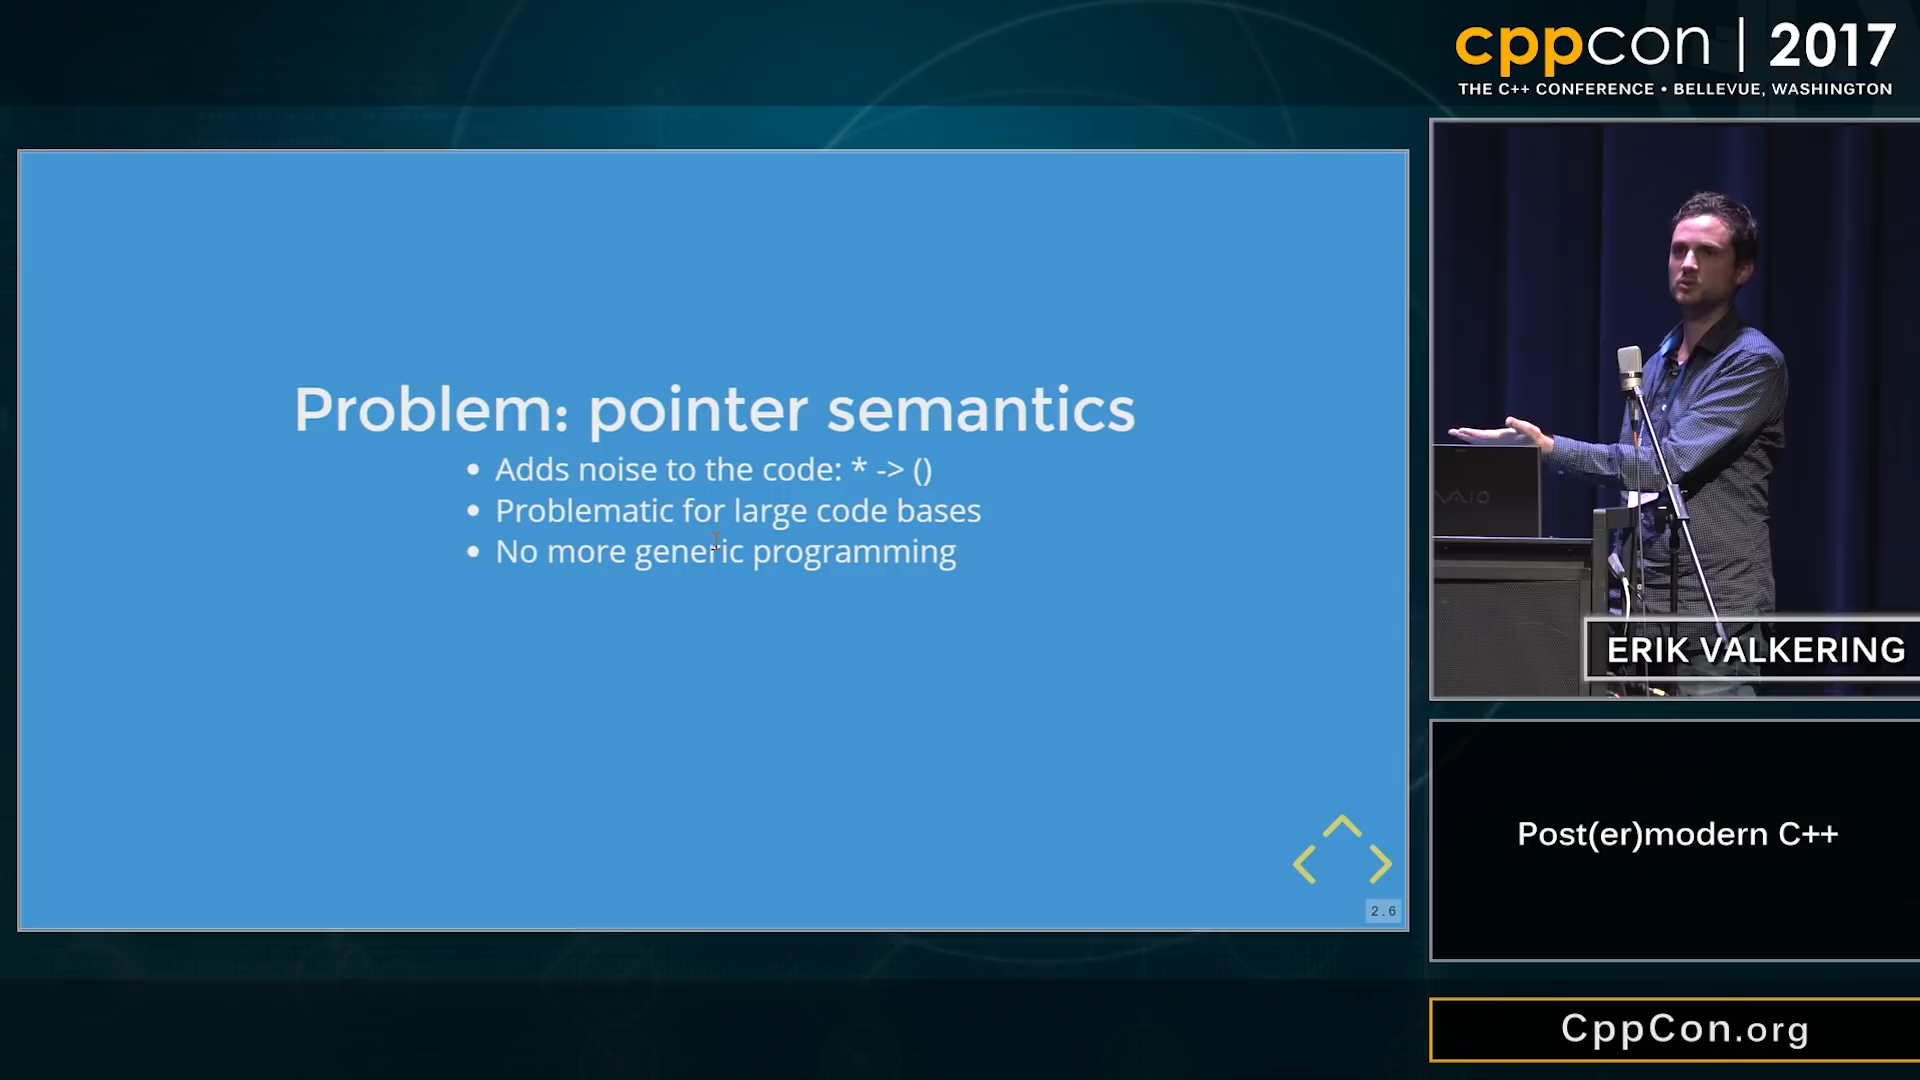 cppcon | 2017
THE C++ CONFERENCE • BELLEVUE, WASHINGTON
Problem: pointer semantics
• Adds noise to the code: * -> ()
• Problematic for large code bases
• No more generic programming
2.6
VAIO
ERIK VALKERING
Post(er)modern C++
CppCon.org